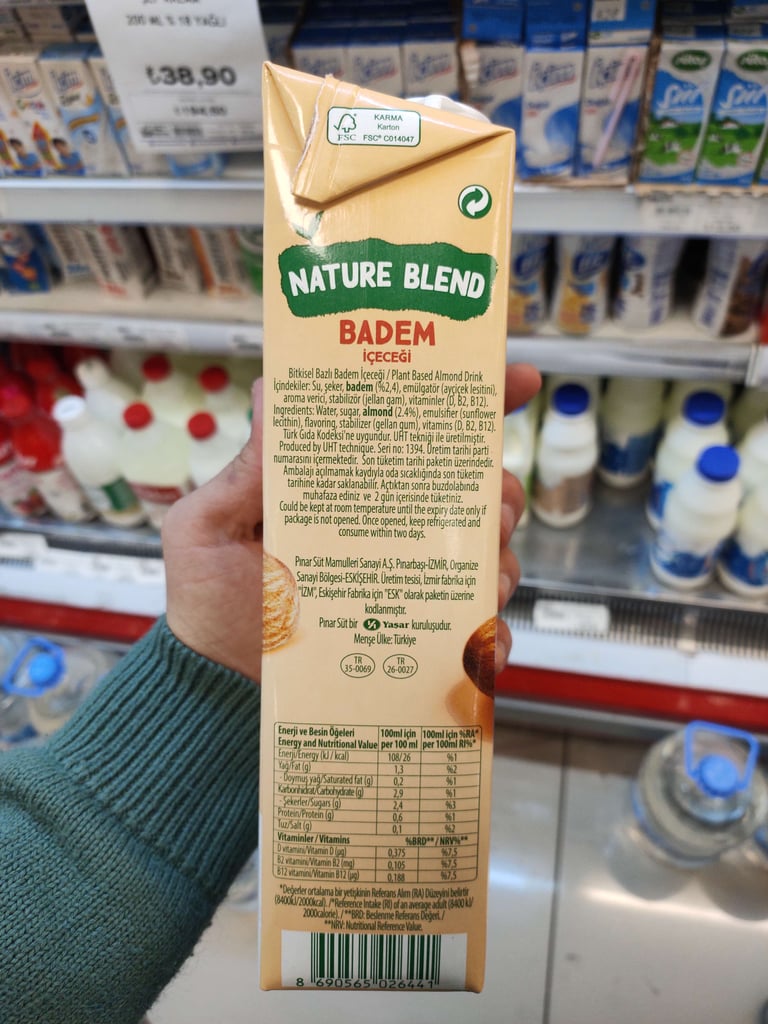 200 ML % 18 YAĞLI
₺38,90
KARMA
Karton
FSC
FSC® C014047
NATURE BLEND
BADEM
İÇECEĞİ
Bitkisel Bazlı Badem İçeceği / Plant Based Almond Drink
İçindekiler: Su, şeker, badem (%2,4), emülgatör (ayçiçek lesitini),
aroma verici, stabilizör (jellan gam), vitaminler (D, B2, B12).
Ingredients: Water, sugar, almond (2.4%), emulsifier (sunflower
lecithin), flavoring, stabilizer (gellan gum), vitamins (D, B2, B12).
Türk Gıda Kodeksi'ne uygundur. UHT tekniği ile üretilmiştir.
Produced by UHT technique. Seri no: 1394. Üretim tarihi parti
numarasını içermektedir. Son tüketim tarihi paketin üzerindedir.
Ambalajı açılmamak kaydıyla oda sıcaklığında son tüketim
tarihine kadar saklanabilir. Açtıktan sonra buzdolabında
muhafaza ediniz ve 2 gün içerisinde tüketiniz.
Could be kept at room temperature until the expiry date only if
package is not opened. Once opened, keep refrigerated and
consume within two days.
Pınar Süt Mamulleri Sanayi A.Ş. Pınarbaşı-İZMİR, Organize
Sanayi Bölgesi-ESKİŞEHİR. Üretim tesisi, İzmir fabrika için
"İZM", Eskişehir Fabrika için "ESK" olarak paketin üzerine
kodlanmıştır.
Pınar Süt bir Yaşar kuruluşudur.
Menşe Ülke: Türkiye
TR 35-0069 TR 26-0027
Enerji ve Besin Öğeleri 100ml için 100ml için %RA*
Energy and Nutritional Value per 100 ml per 100ml RI%*
Enerji/Energy (kJ / kcal) 108/26 %1
Yağ/Fat (g) 1,3 %2
- Doymuş yağ/Saturated fat (g) 0,2 %1
Karbonhidrat/Carbohydrate (g) 2,9 %1
- Şekerler/Sugars (g) 2,4 %3
Protein/Protein (g) 0,6 %1
Tuz/Salt (g) 0,1 %2
Vitaminler / Vitamins %BRD** / NRV%**
D vitamini/Vitamin D (µg) 0,375 %7,5
B2 vitamini/Vitamin B2 (mg) 0,105 %7,5
B12 vitamini/Vitamin B12 (µg) 0,188 %7,5
*Değerler ortalama bir yetişkinin Referans Alım (RA) Düzeyini belirtir
(8400kJ/2000kcal). /*Reference Intake (RI) of an average adult (8400 kJ/
2000calorie). / **BRD: Beslenme Referans Değeri. /
**NRV: Nutritional Reference Value.
8 690565 026441